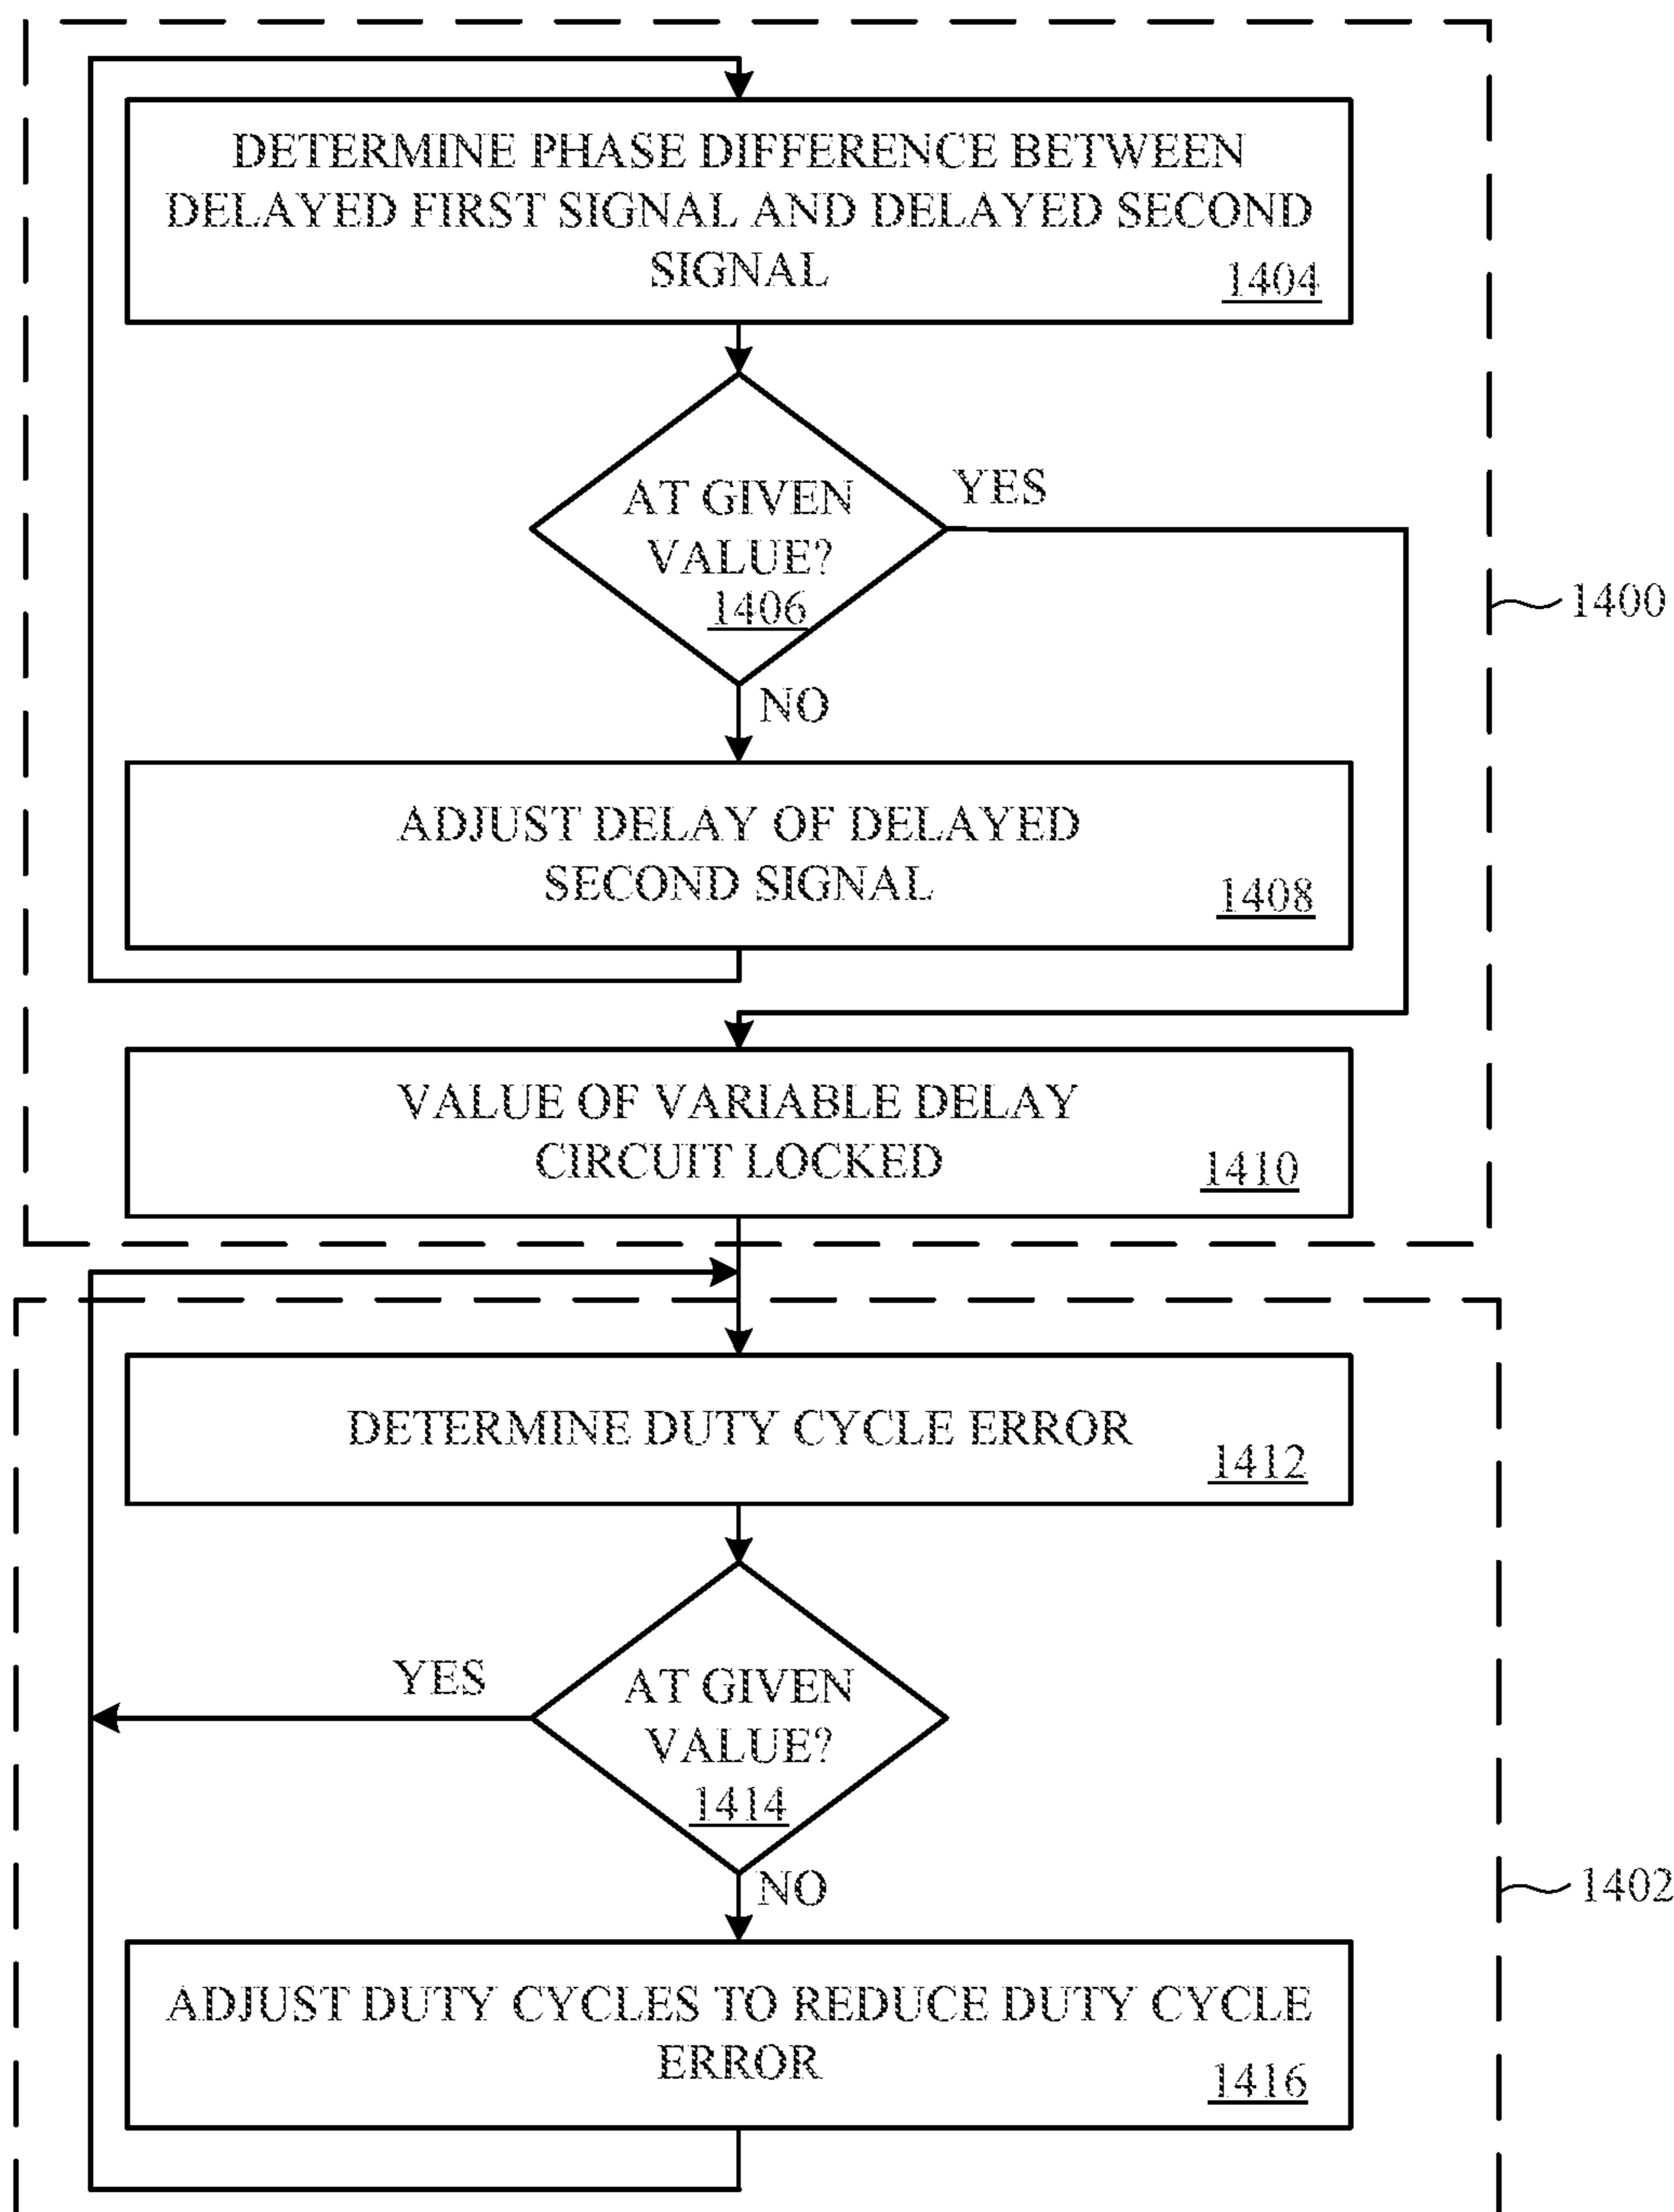 DETERMINE PHASE DIFFERENCE BETWEEN
DELAYED FIRST SIGNAL AND DELAYED SECOND
SIGNAL
1404
AT GIVEN
VALUE?
1406
YES
1400
NO
ADJUST DELAY OF DELAYED
SECOND SIGNAL
1408
VALUE OF VARIABLE DELAY
CIRCUIT LOCKED
1410
DETERMINE DUTY CYCLE ERROR
1412
YES
AT GIVEN
VALUE?
1414
NO
1402
ADJUST DUTY CYCLES TO REDUCE DUTY CYCLE
ERROR
1416